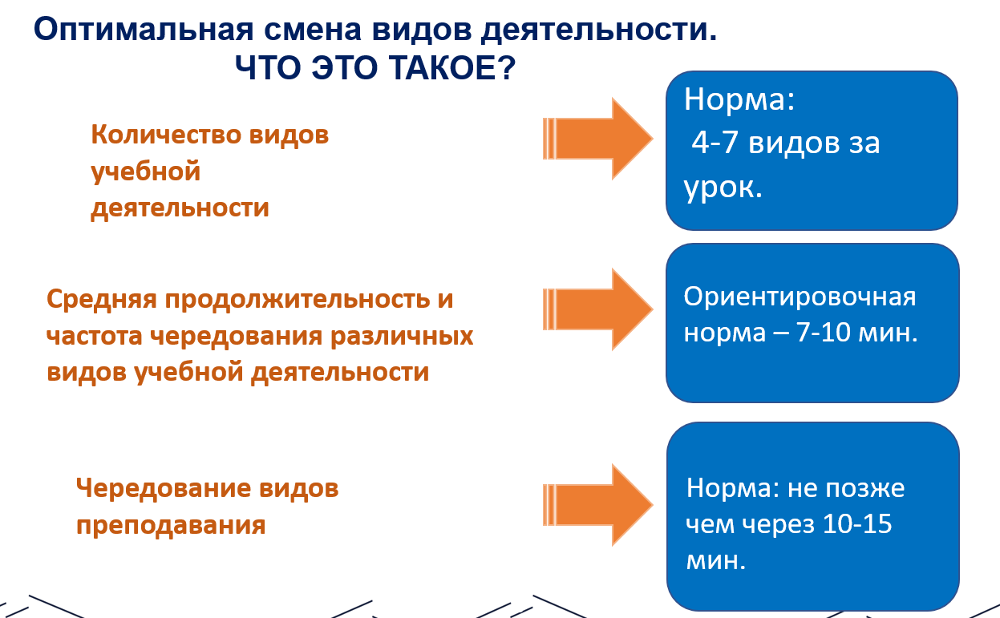 Оптимальная смена видов деятельности.
ЧТО ЭТО ТАКОЕ?
Количество видов
учебной
деятельности
Норма:
4-7 видов за
урок.
Средняя продолжительность и
частота чередования различных
видов учебной деятельности
Ориентировочная
норма – 7-10 мин.
Чередование видов
преподавания
Норма: не позже
чем через 10-15
мин.